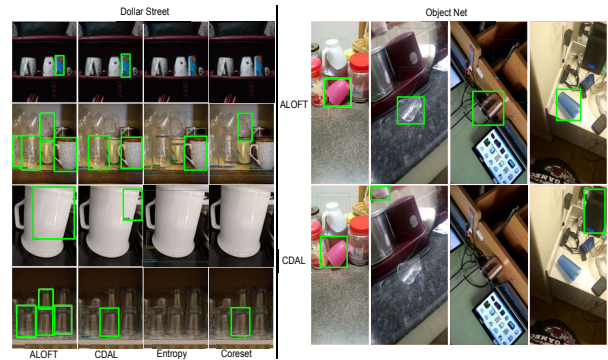 Dollar Street
Object Net
ALOFT
CDAL
ALOFT CDAL Entropy Coreset